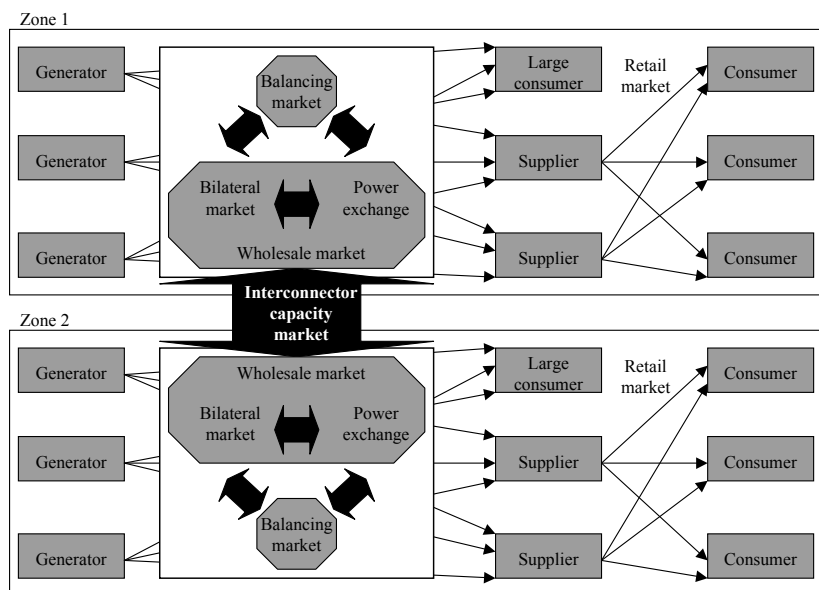 Zone 1
Generator
Generator
Generator
Balancing
market
Bilateral
market
Power
exchange
Wholesale market
Large
consumer
Supplier
Supplier
Retail
market
Consumer
Consumer
Consumer
Interconnector
capacity
market
Zone 2
Generator
Generator
Generator
Wholesale market
Bilateral
market
Power
exchange
Balancing
market
Large
consumer
Supplier
Supplier
Retail
market
Consumer
Consumer
Consumer